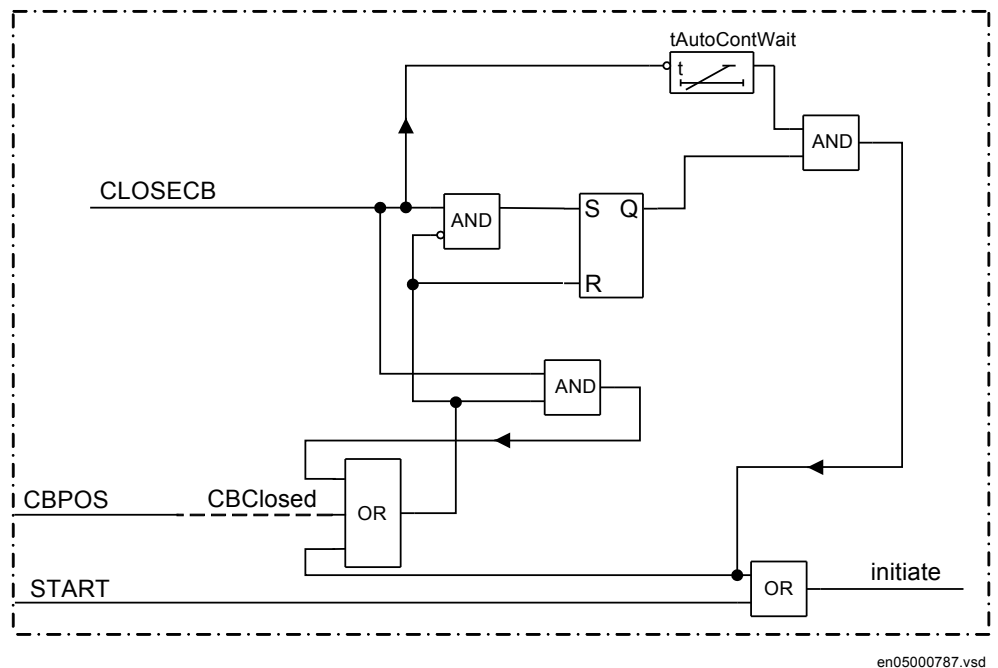 tAutoContWait
t
AND
CLOSECB
AND
S Q
R
AND
CBPOS
CBClosed
OR
START
OR
initiate
en05000787.vsd